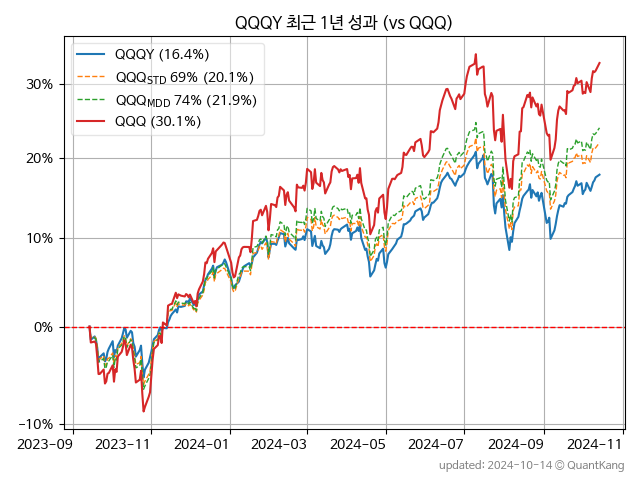 QQQY 최근 1년 성과 (vs QQQ)
QQQY (16.4%)
QQQSTD 69% (20.1%)
QQQMDD 74% (21.9%)
QQQ (30.1%)
30%
20%
10%
0%
-10%
2023-09 2023-11 2024-01 2024-03 2024-05 2024-07 2024-09 2024-11
updated: 2024-10-14 © QuantKang